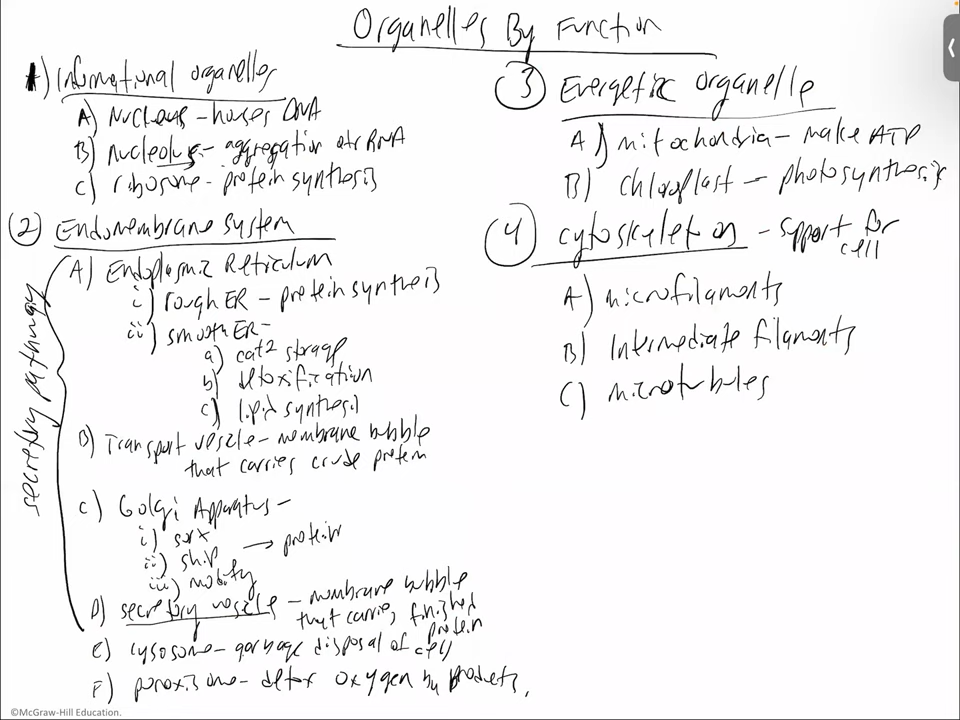 Organelles By Function
1) Informational organelles
A) Nucleus - houses DNA
B) Nucleolus - aggregation of rRNA
C) ribosome - protein synthesis
(2) Endomembrane System
secretory pathway
A) Endoplasmic Reticulum
i) rough ER - protein synthesis
ii) smooth ER -
a) cat2 storage
b) detoxification
c) lipid synthesis
B) Transport vesicle - membrane bubble
that carries crude protein
C) Golgi Apparatus -
i) sort
ii) ship → protein
iii) modify
D) secretory vesicle - membrane bubble
that carries finished
protein
E) lysosome - garbage disposal of cell
F) peroxisome - detox oxygen by products.
(3) Energetic organelle
A) mitochondria - make ATP
B) chloroplast - photosynthesis
(4) cytoskeleton - support for
cell
A) microfilaments
B) Intermediate filaments
C) microtubules
©McGraw-Hill Education.